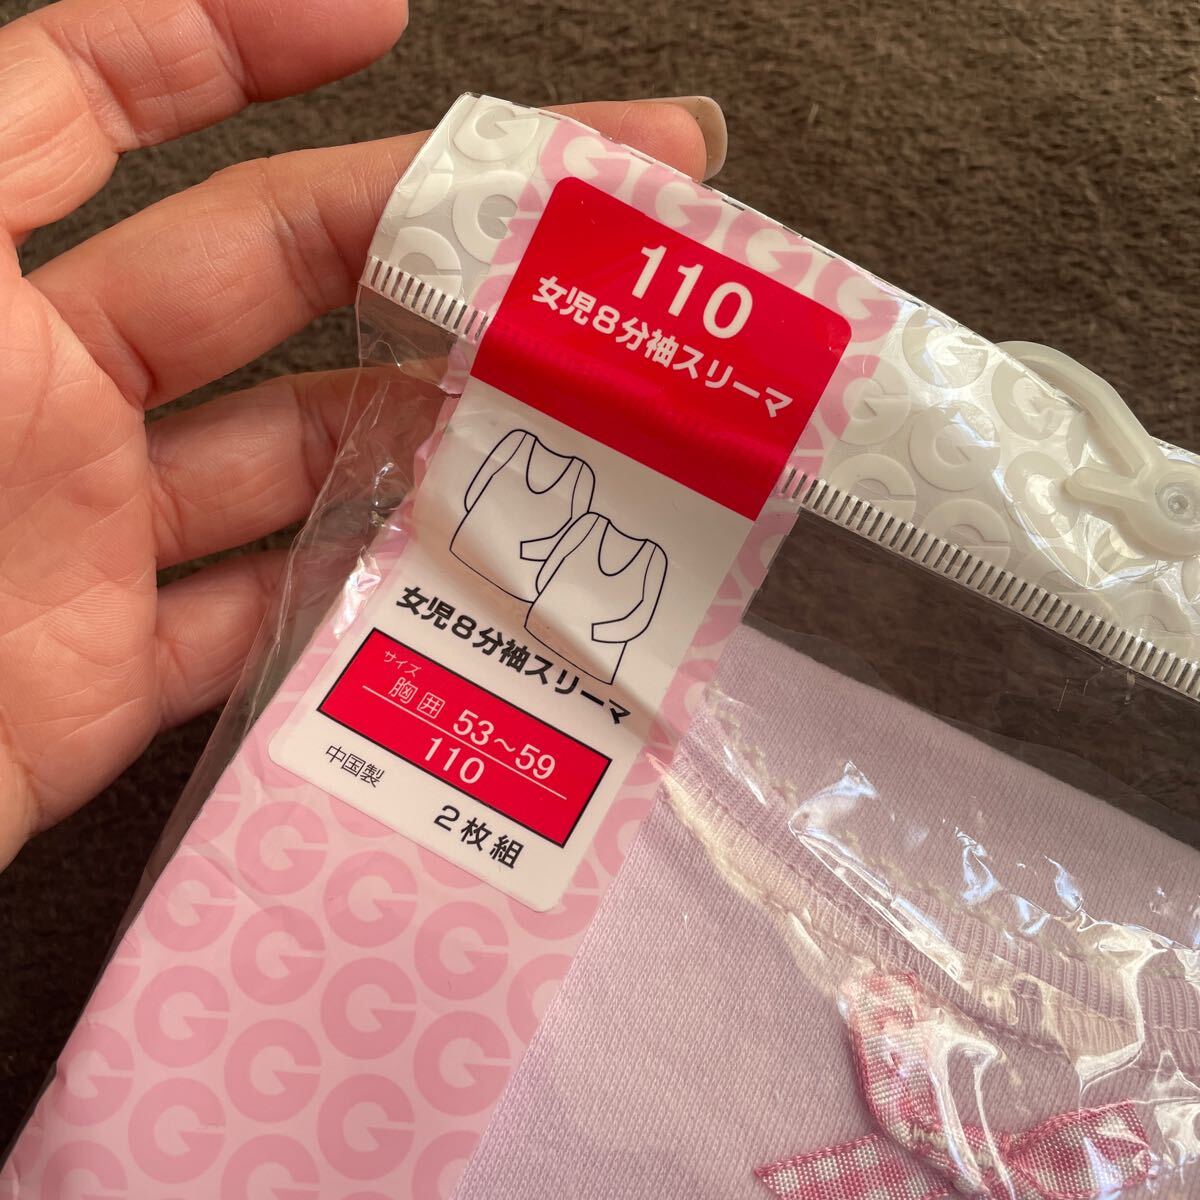 110
女児8分袖スリーマ
女児8分袖スリーマ
サイズ
胸囲 53～59
110
中国製
2枚組